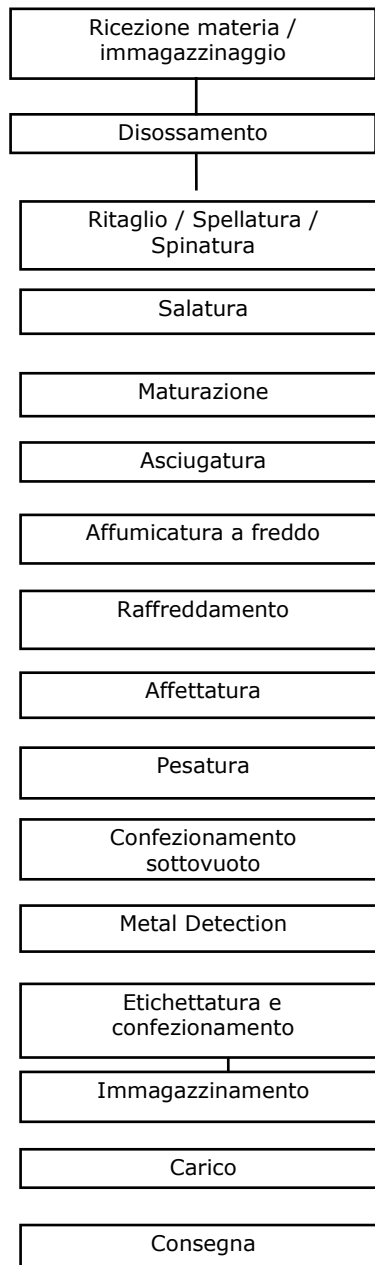 Ricezione materia /
immagazzinaggio
Disossamento
Ritaglio / Spellatura /
Spinatura
Salatura
Maturazione
Asciugatura
Affumicatura a freddo
Raffreddamento
Affettatura
Pesatura
Confezionamento
sottovuoto
Metal Detection
Etichettatura e
confezionamento
Immagazzinamento
Carico
Consegna